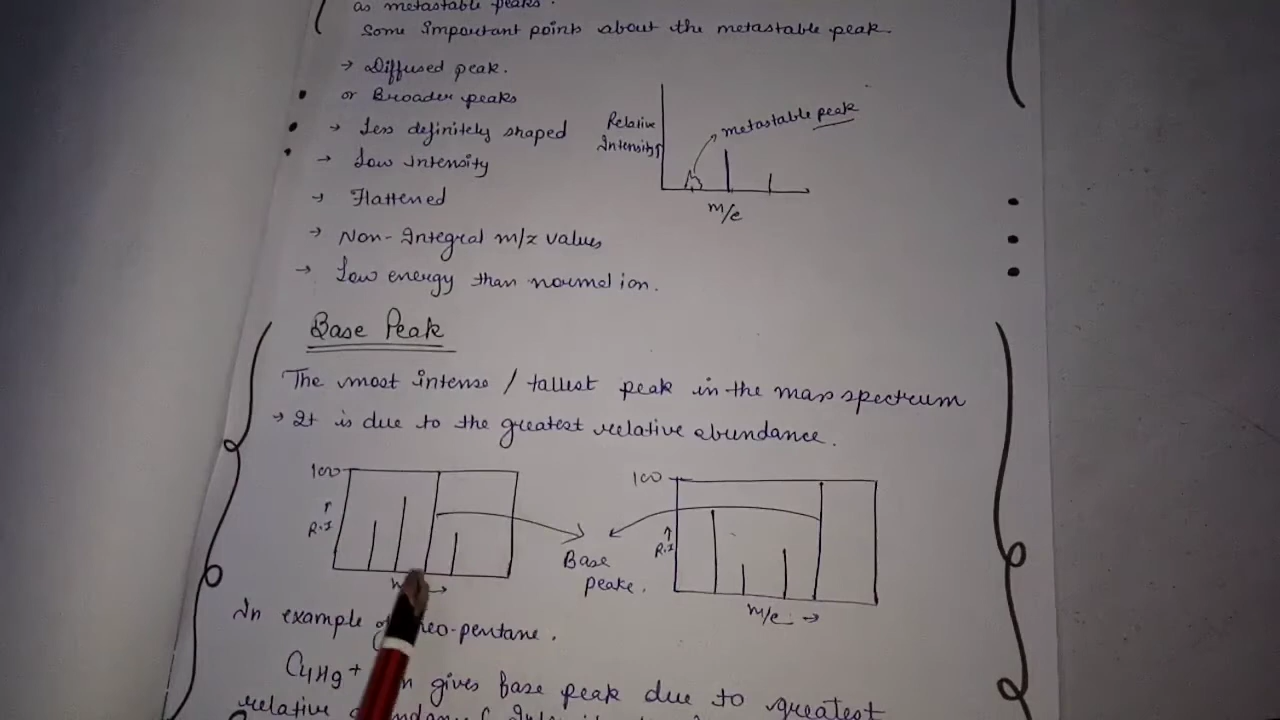 as metastable peaks.
Some important points about the metastable peak.
→ Diffused peak.
or Broader peaks
→ Less definitely shaped
→ Low Intensity
→ Flattened
→ Non-Integral m/z values
→ Low energy than normal ion.
Relative
Intensity↑
metastable peak
m/e
Base Peak
The most intense / tallest peak in the mass spectrum
→ It is due to the greatest relative abundance.
100
↑
R.I
→
Base
peake.
100
↑
R.I
m/e →
In example neo-pentane.
C4H9+ gives base peak due to greatest
relative